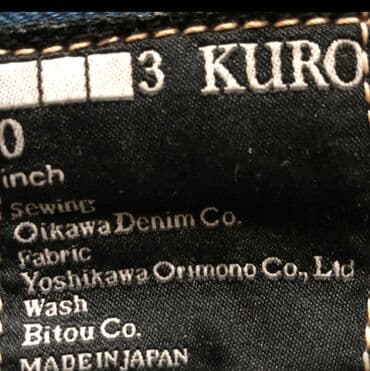 3 KURO
0
inch
Sewing
Oikawa Denim Co.
Fabric
Yoshikawa Orimono Co., Ltd
Wash
Bitou Co.
MADE IN JAPAN